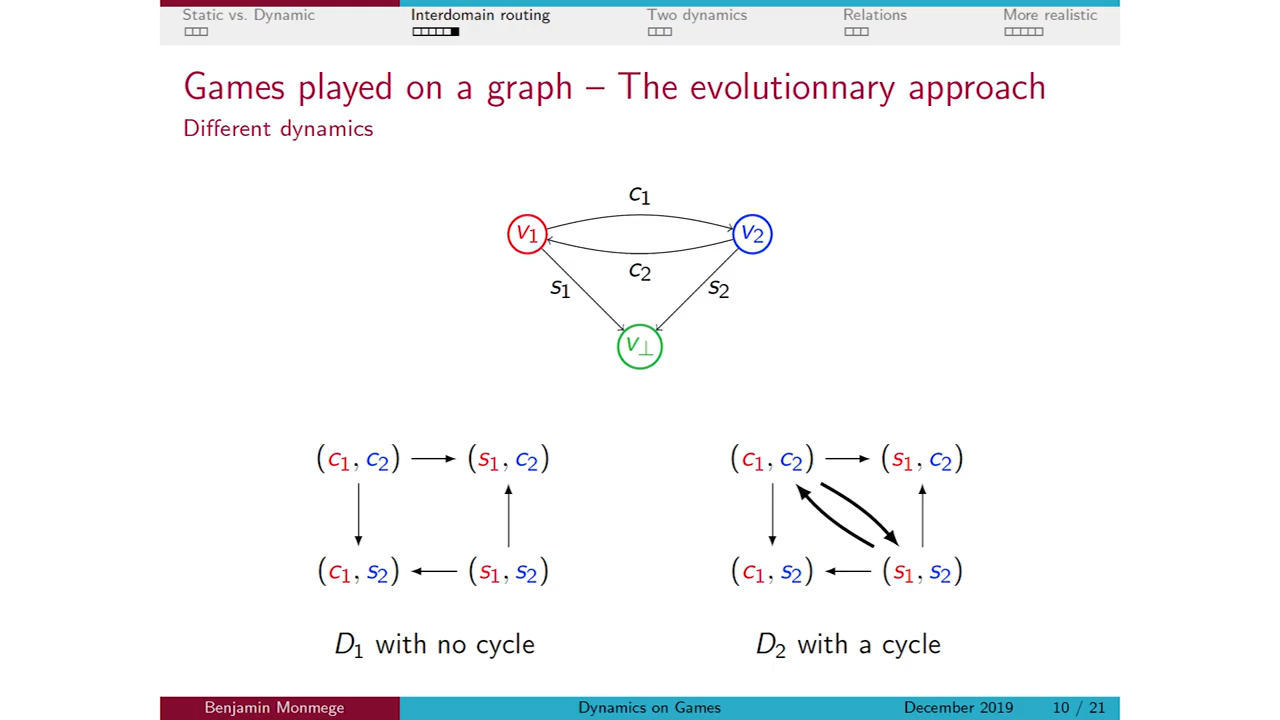 Static vs. Dynamic Interdomain routing Two dynamics Relations More realistic
Games played on a graph – The evolutionnary approach
Different dynamics
c₁
v₁ v₂
c₂
s₁ s₂
v⊥
(c₁, c₂) (s₁, c₂) (c₁, c₂) (s₁, c₂)
(c₁, s₂) (s₁, s₂) (c₁, s₂) (s₁, s₂)
D₁ with no cycle D₂ with a cycle
Benjamin Monmege Dynamics on Games December 2019 10 / 21